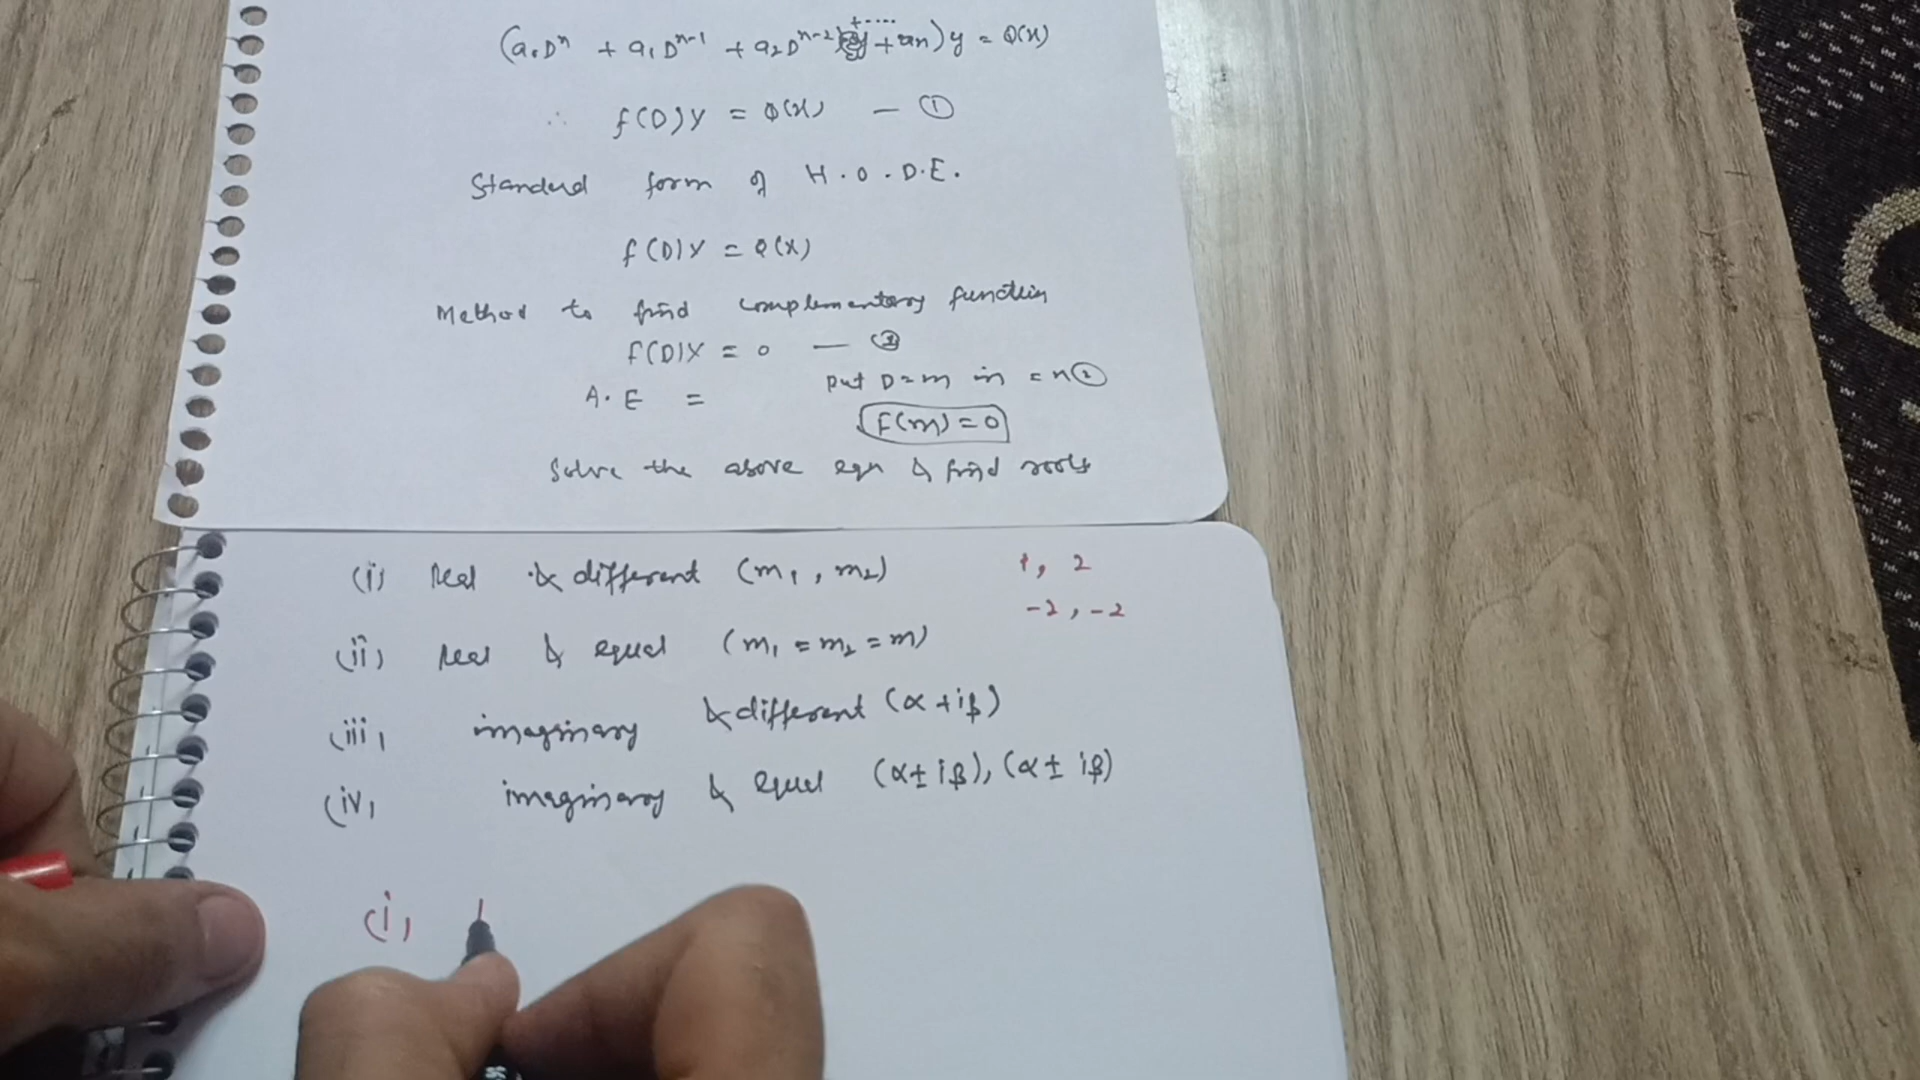 (a₀Dⁿ + a₁Dⁿ⁻¹ + a₂Dⁿ⁻² +.... + an)y = Q(x)
∴ f(D)y = Q(x) — ①
Standard form of H.O.D.E.
f(D)y = Q(x)
Method to find complementary function
f(D)y = 0 — ②
A.E = put D=m in en②
f(m) = 0
Solve the above eqn & find roots
(i) Real & different (m₁, m₂) 1, 2
-2, -2
(ii) Real & equal (m₁ = m₂ = m)
(iii) imaginary & different (α + iβ)
(iv) imaginary & equal (α ± iβ), (α ± iβ)
(i)